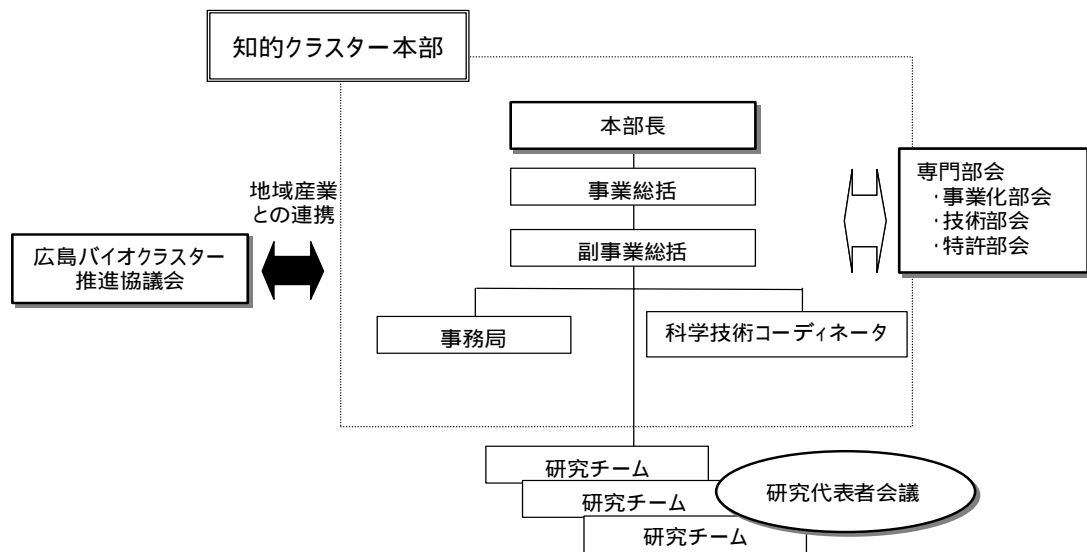 知的クラスター本部
本部長
事業総括
副事業総括
事務局
科学技術コーディネータ
地域産業
との連携
広島バイオクラスター
推進協議会
専門部会
・事業化部会
・技術部会
・特許部会
研究チーム
研究チーム
研究チーム
研究代表者会議